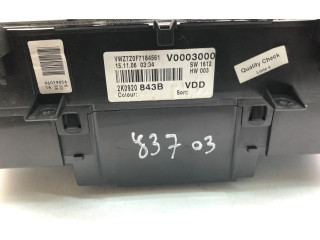 VWZ7Z0F7184561 V0003000
15.11.06 03:34 SW 1612
HW 003
2K0920 843B VDD
Colour: Sort:
Quality Check
837 03